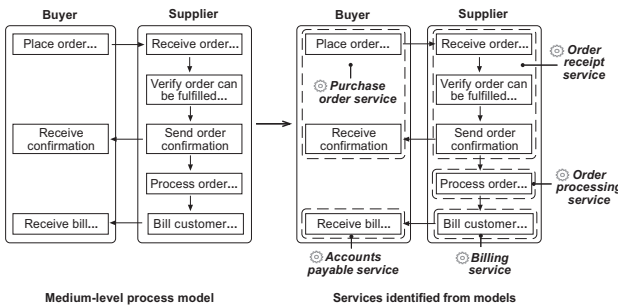 Buyer
Supplier
Place order...
Receive order...
Verify order can
be fulfilled...
Receive
confirmation
Send order
confirmation
Process order...
Receive bill...
Bill customer...
Medium-level process model
Buyer
Supplier
Place order...
Receive order...
Order
receipt
service
Purchase
order service
Verify order can
be fulfilled...
Receive
confirmation
Send order
confirmation
Process order...
Order
processing
service
Receive bill...
Bill customer...
Accounts
payable service
Billing
service
Services identified from models